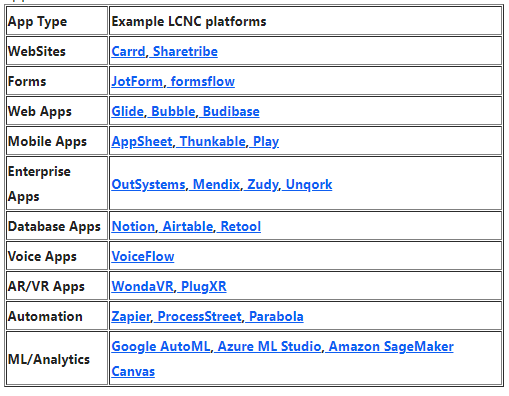 App Type Example LCNC platforms
WebSites Carrd, Sharetribe
Forms JotForm, formsflow
Web Apps Glide, Bubble, Budibase
Mobile Apps AppSheet, Thunkable, Play
Enterprise
Apps
OutSystems, Mendix, Zudy, Unqork
Database Apps Notion, Airtable, Retool
Voice Apps VoiceFlow
AR/VR Apps WondaVR, PlugXR
Automation Zapier, ProcessStreet, Parabola
ML/Analytics
Google AutoML, Azure ML Studio, Amazon SageMaker
Canvas